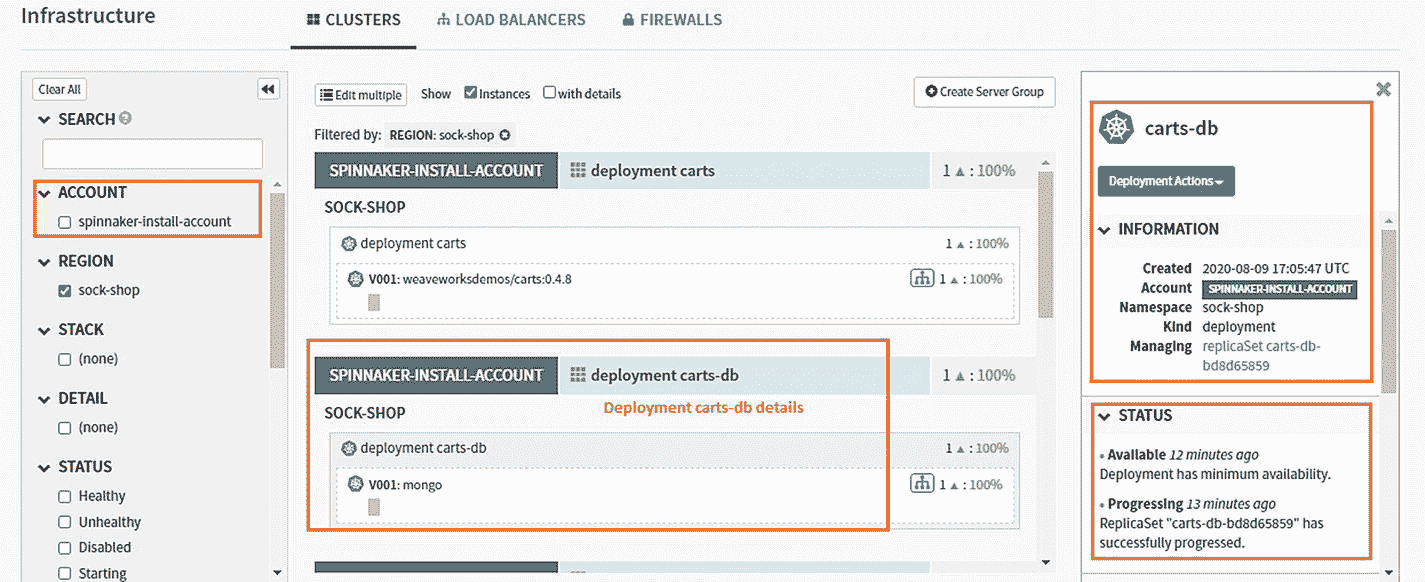 Infrastructure
CLUSTERS
LOAD BALANCERS
FIREWALLS
Clear All
SEARCH
ACCOUNT
spinnaker-install-account
REGION
sock-shop
STACK
(none)
DETAIL
(none)
STATUS
Healthy
Unhealthy
Disabled
Starting
Edit multiple
Show
Instances
with details
Create Server Group
Filtered by: REGION: sock-shop
SPINNAKER-INSTALL-ACCOUNT
deployment carts
1 ▲ : 100%
SOCK-SHOP
deployment carts
1 ▲ : 100%
V001: weaveworksdemos/carts:0.4.8
1 ▲ : 100%
SPINNAKER-INSTALL-ACCOUNT
deployment carts-db
1 ▲ : 100%
SOCK-SHOP
Deployment carts-db details
deployment carts-db
1 ▲ : 100%
V001: mongo
1 ▲ : 100%
carts-db
Deployment Actions
INFORMATION
Created 2020-08-09 17:05:47 UTC
Account SPINNAKER-INSTALL-ACCOUNT
Namespace sock-shop
Kind deployment
Managing replicaSet carts-db-
bd8d65859
STATUS
• Available 12 minutes ago
Deployment has minimum availability.
• Progressing 13 minutes ago
ReplicaSet "carts-db-bd8d65859" has
successfully progressed.